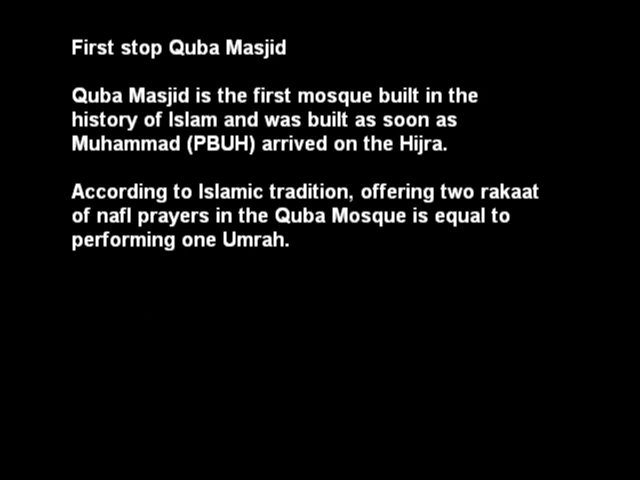 First stop Quba Masjid
Quba Masjid is the first mosque built in the
history of Islam and was built as soon as
Muhammad (PBUH) arrived on the Hijra.
According to Islamic tradition, offering two rakaat
of nafl prayers in the Quba Mosque is equal to
performing one Umrah.